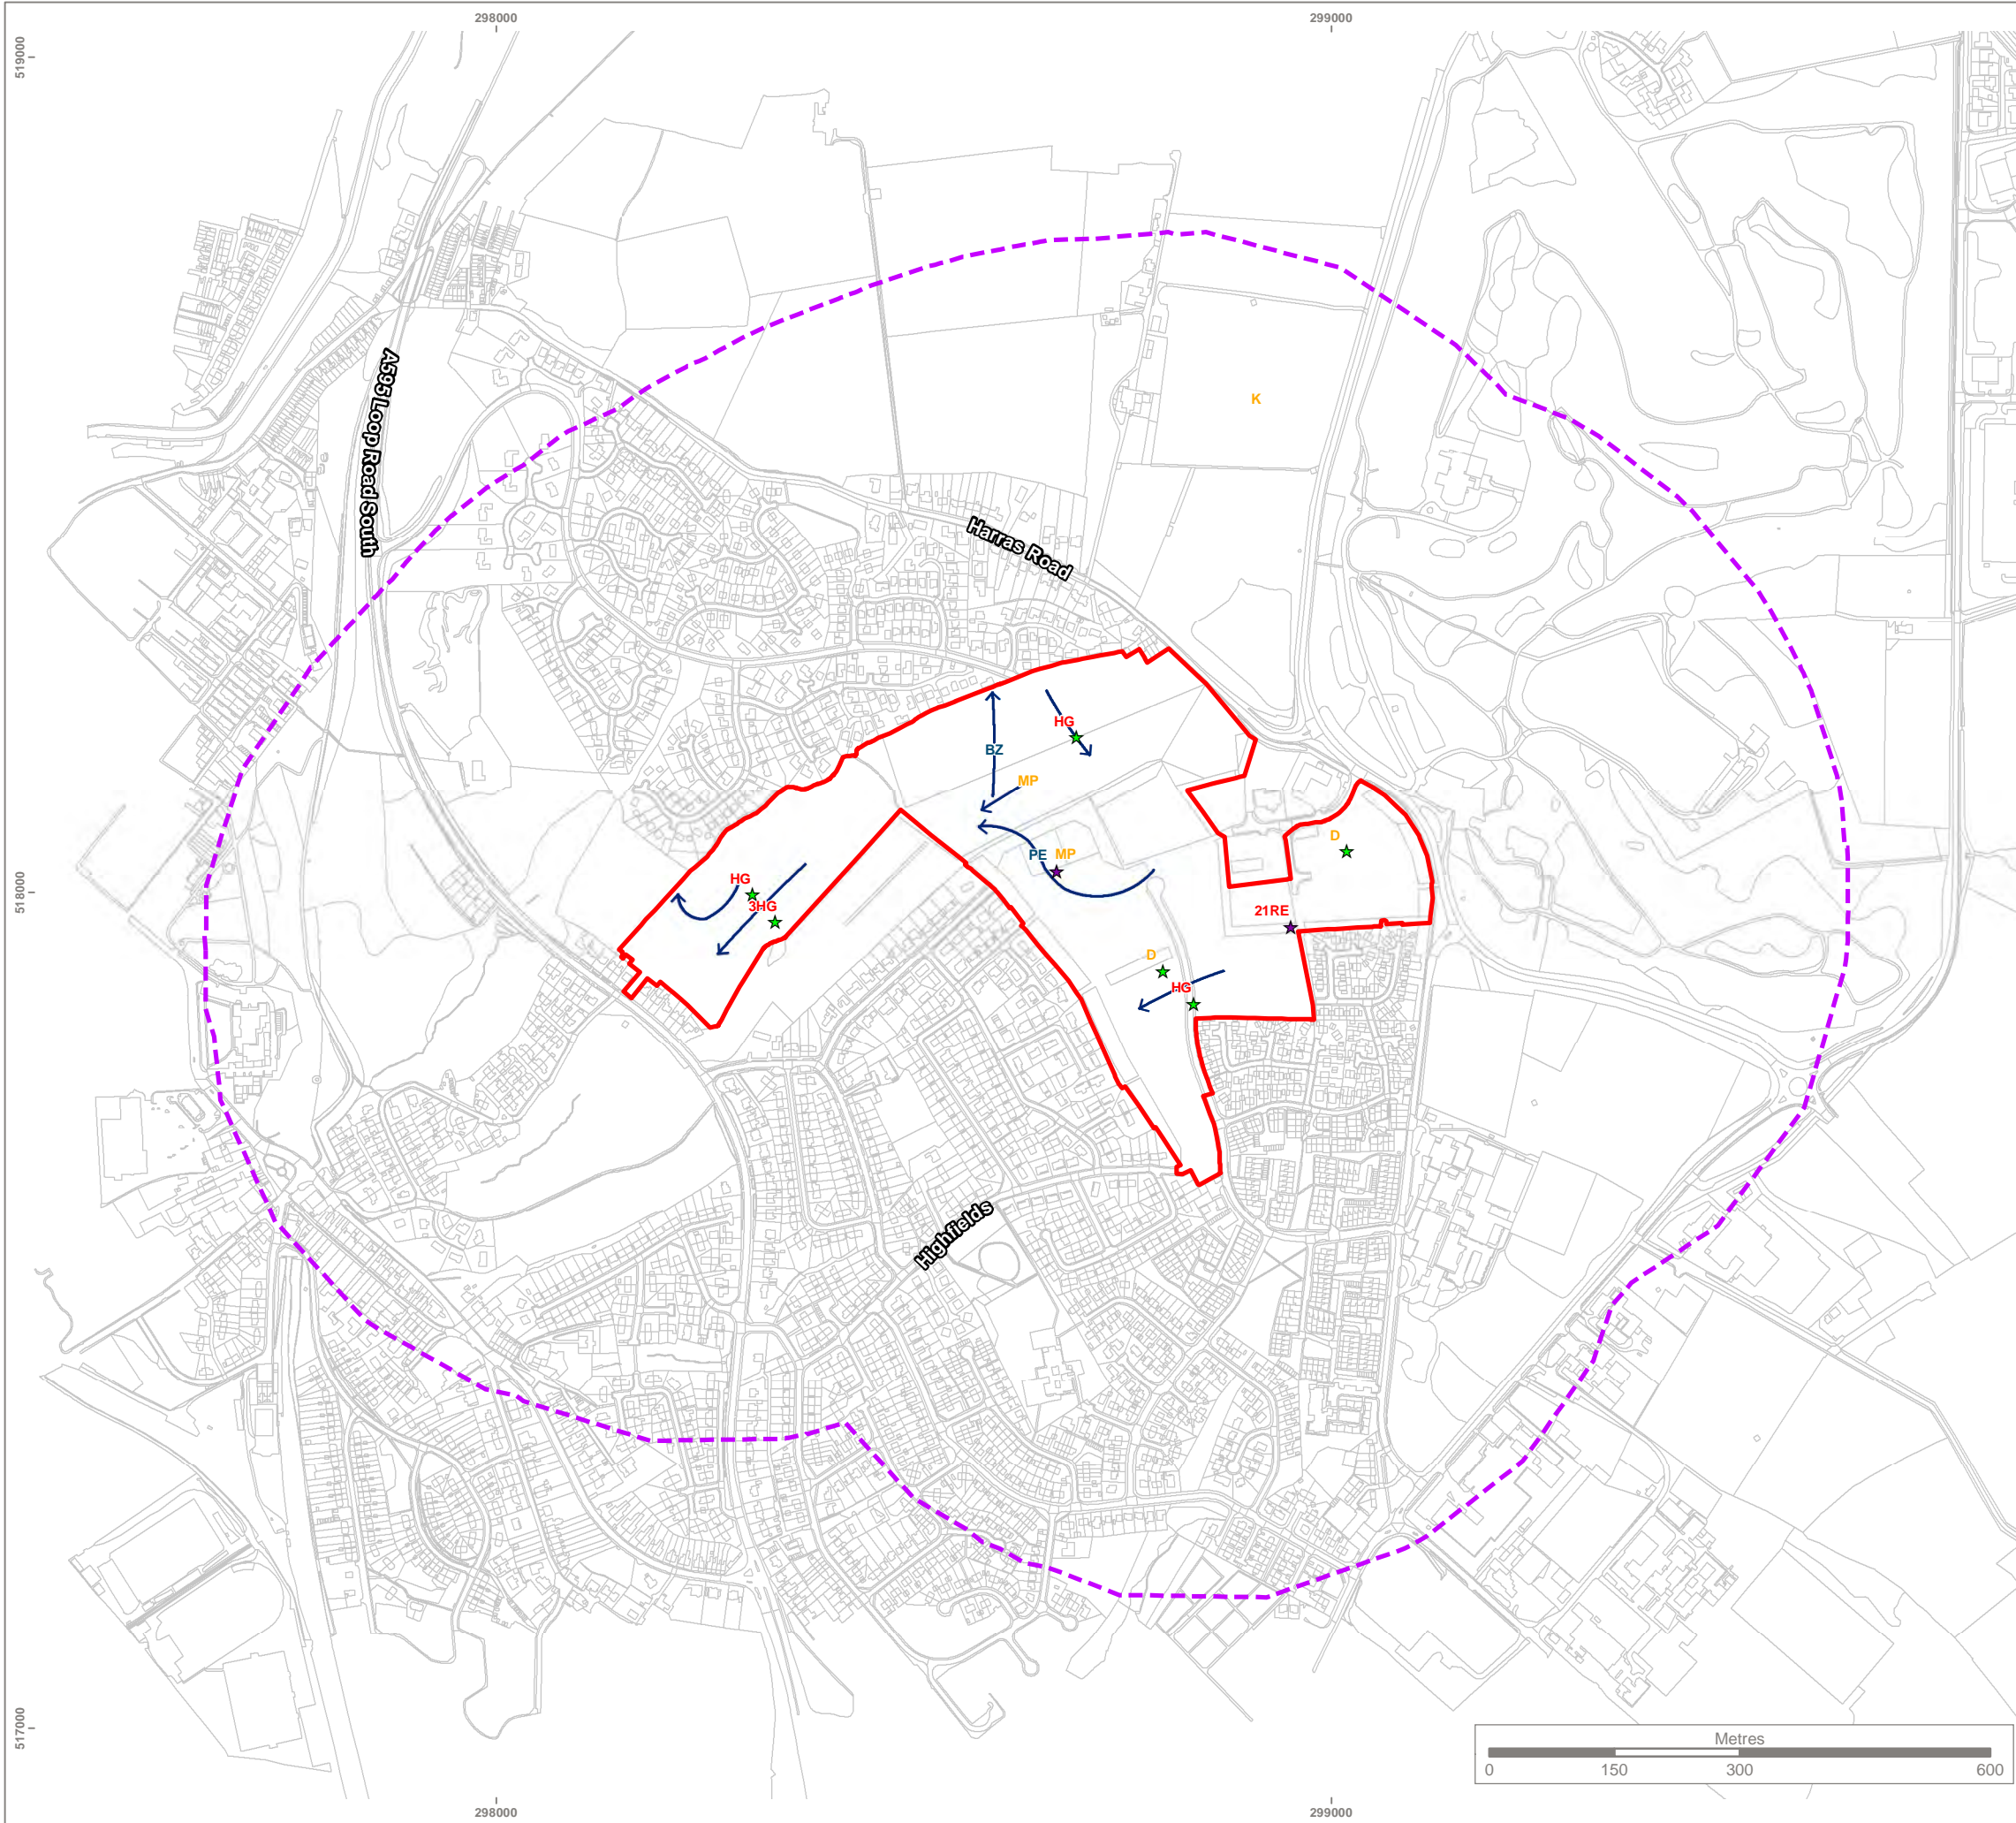 298000
299000
519000
A595 Loop Road South
K
Harras Road
HG
BZ
MP
D
PE MP
HG
518000
3HG
21RE
D
HG
Highfields
517000
Metres
0 150 300 600
298000
299000